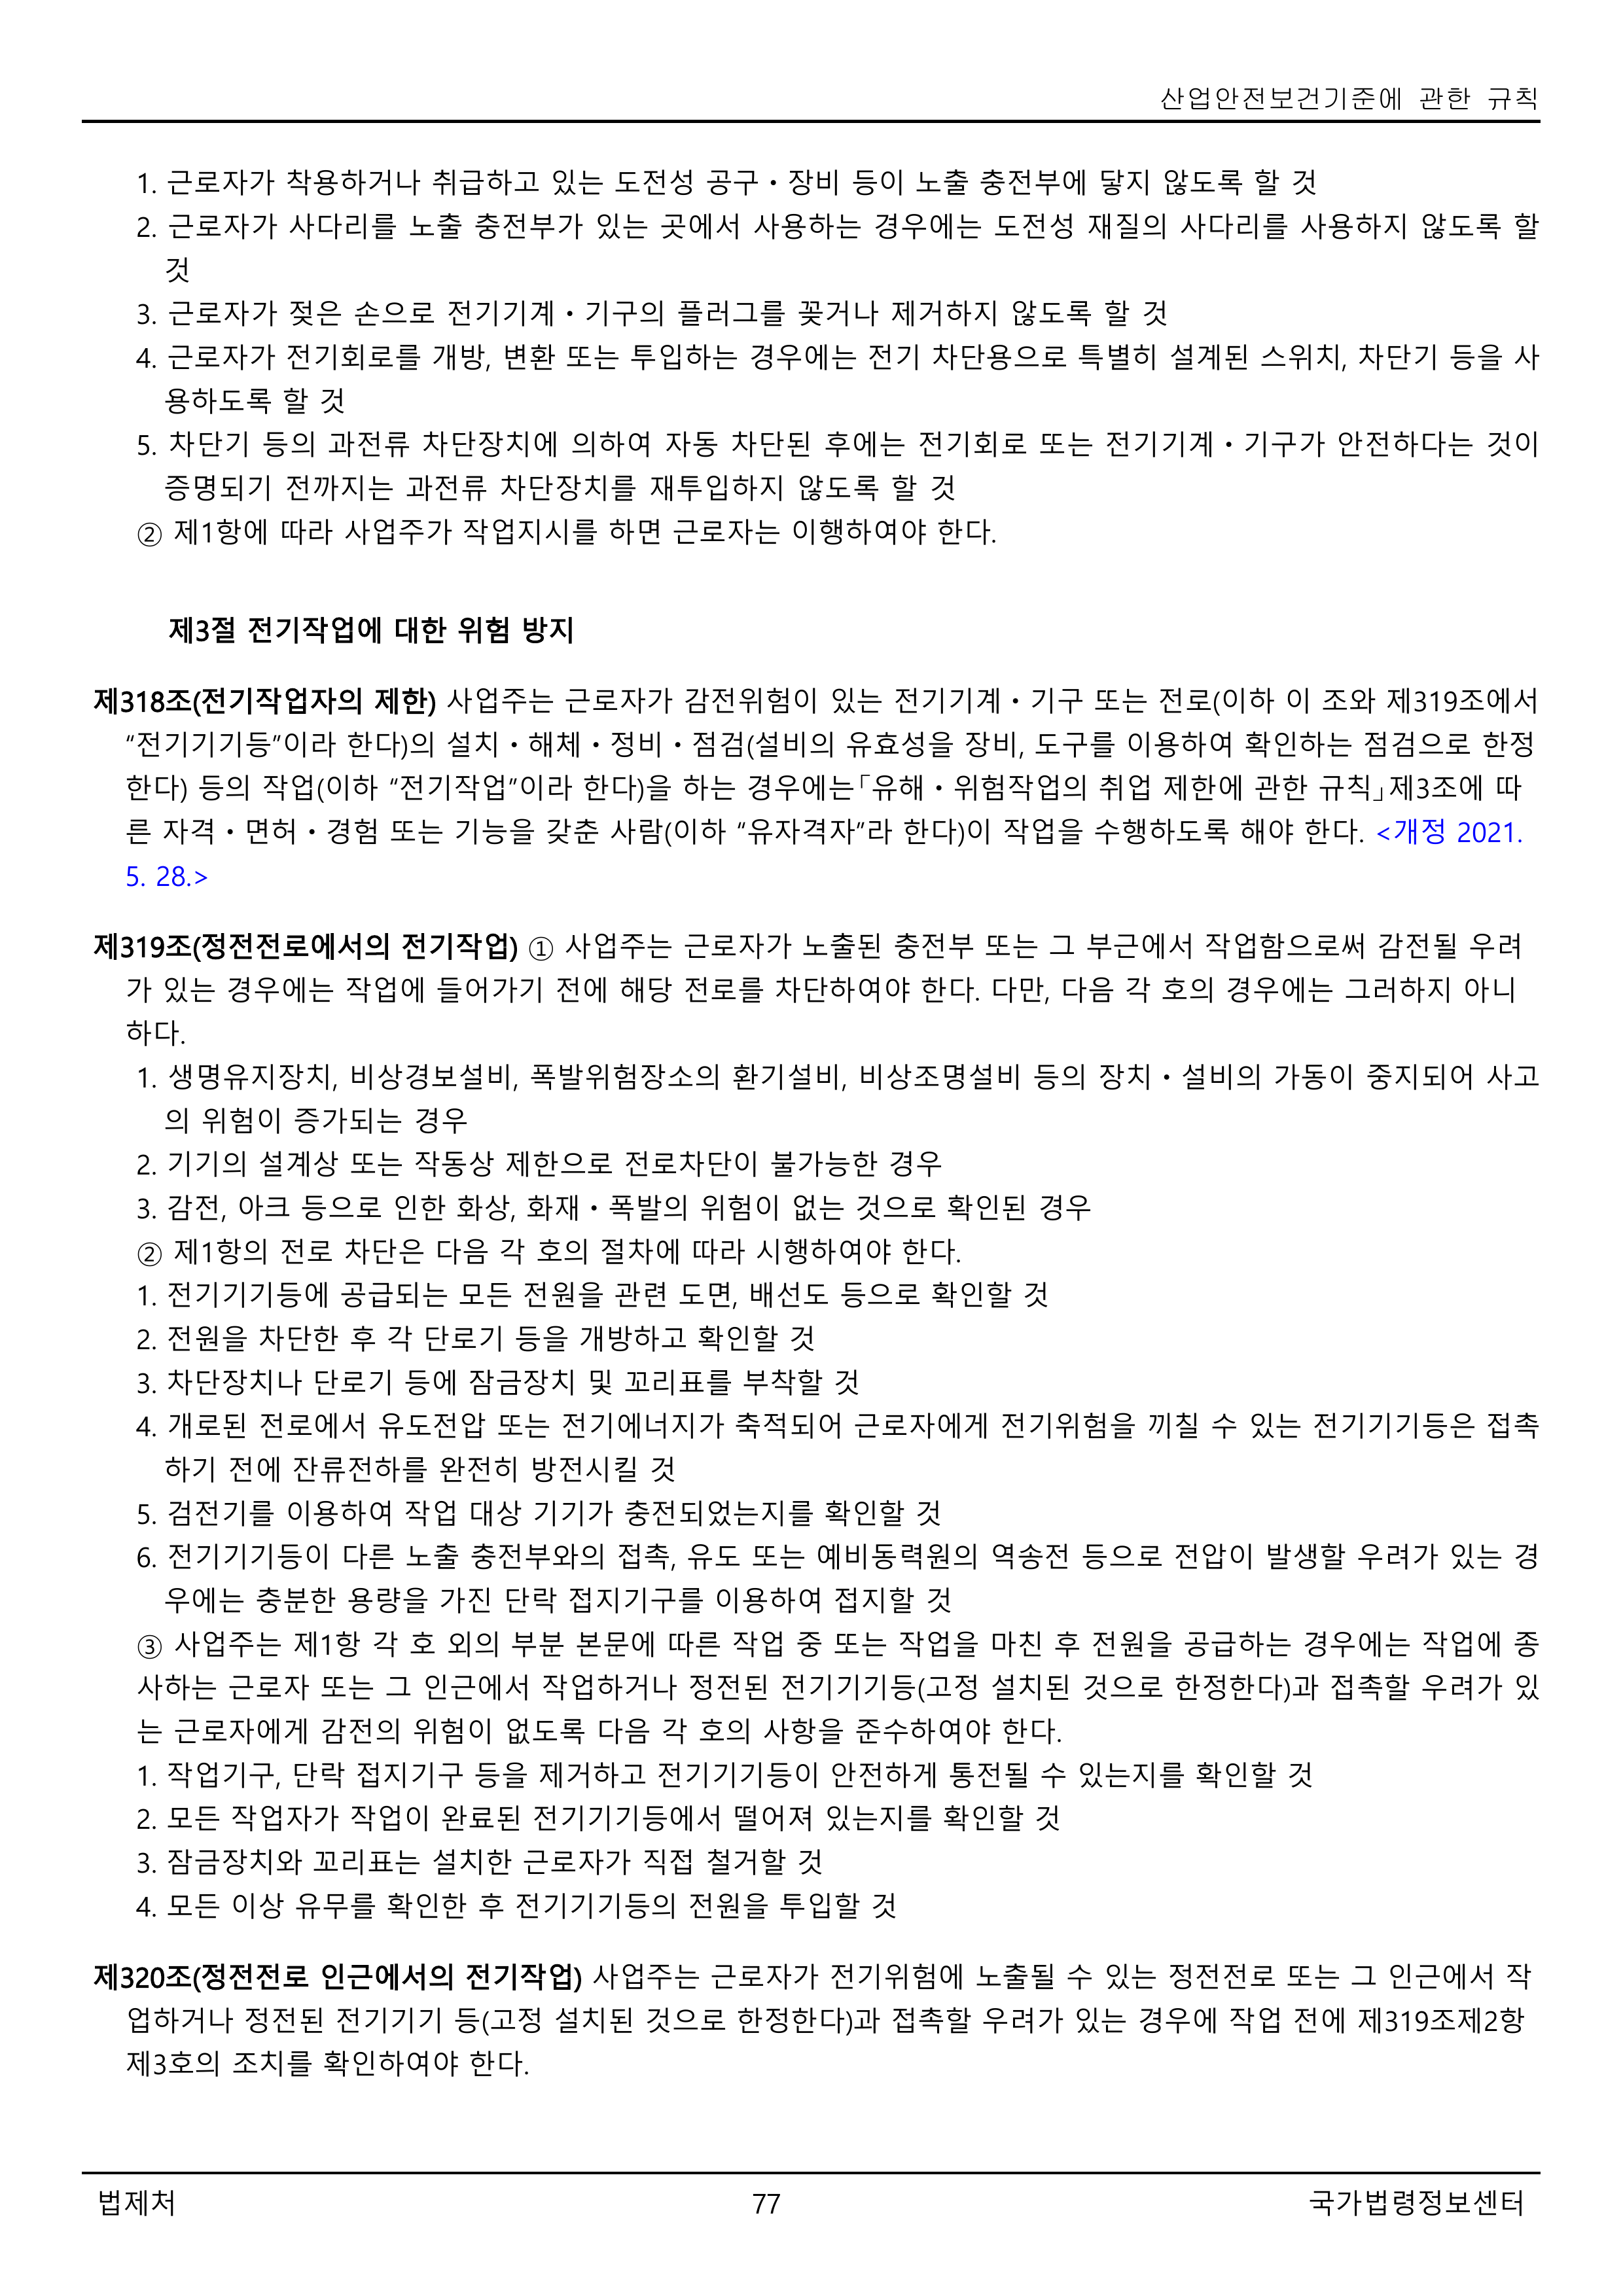 산업안전보건기준에 관한 규칙
1. 근로자가 착용하거나 취급하고 있는 도전성 공구ㆍ장비 등이 노출 충전부에 닿지 않도록 할 것
2. 근로자가 사다리를 노출 충전부가 있는 곳에서 사용하는 경우에는 도전성 재질의 사다리를 사용하지 않도록 할
것
3. 근로자가 젖은 손으로 전기기계ㆍ기구의 플러그를 꽂거나 제거하지 않도록 할 것
4. 근로자가 전기회로를 개방, 변환 또는 투입하는 경우에는 전기 차단용으로 특별히 설계된 스위치, 차단기 등을 사
용하도록 할 것
5. 차단기 등의 과전류 차단장치에 의하여 자동 차단된 후에는 전기회로 또는 전기기계ㆍ기구가 안전하다는 것이
증명되기 전까지는 과전류 차단장치를 재투입하지 않도록 할 것
② 제1항에 따라 사업주가 작업지시를 하면 근로자는 이행하여야 한다.
제3절 전기작업에 대한 위험 방지
제318조(전기작업자의 제한) 사업주는 근로자가 감전위험이 있는 전기기계ㆍ기구 또는 전로(이하 이 조와 제319조에서
“전기기기등”이라 한다)의 설치ㆍ해체ㆍ정비ㆍ점검(설비의 유효성을 장비, 도구를 이용하여 확인하는 점검으로 한정
한다) 등의 작업(이하 “전기작업”이라 한다)을 하는 경우에는「유해ㆍ위험작업의 취업 제한에 관한 규칙」제3조에 따
른 자격ㆍ면허ㆍ경험 또는 기능을 갖춘 사람(이하 “유자격자”라 한다)이 작업을 수행하도록 해야 한다. <개정 2021.
5. 28.>
제319조(정전전로에서의 전기작업) ① 사업주는 근로자가 노출된 충전부 또는 그 부근에서 작업함으로써 감전될 우려
가 있는 경우에는 작업에 들어가기 전에 해당 전로를 차단하여야 한다. 다만, 다음 각 호의 경우에는 그러하지 아니
하다.
1. 생명유지장치, 비상경보설비, 폭발위험장소의 환기설비, 비상조명설비 등의 장치ㆍ설비의 가동이 중지되어 사고
의 위험이 증가되는 경우
2. 기기의 설계상 또는 작동상 제한으로 전로차단이 불가능한 경우
3. 감전, 아크 등으로 인한 화상, 화재ㆍ폭발의 위험이 없는 것으로 확인된 경우
② 제1항의 전로 차단은 다음 각 호의 절차에 따라 시행하여야 한다.
1. 전기기기등에 공급되는 모든 전원을 관련 도면, 배선도 등으로 확인할 것
2. 전원을 차단한 후 각 단로기 등을 개방하고 확인할 것
3. 차단장치나 단로기 등에 잠금장치 및 꼬리표를 부착할 것
4. 개로된 전로에서 유도전압 또는 전기에너지가 축적되어 근로자에게 전기위험을 끼칠 수 있는 전기기기등은 접촉
하기 전에 잔류전하를 완전히 방전시킬 것
5. 검전기를 이용하여 작업 대상 기기가 충전되었는지를 확인할 것
6. 전기기기등이 다른 노출 충전부와의 접촉, 유도 또는 예비동력원의 역송전 등으로 전압이 발생할 우려가 있는 경
우에는 충분한 용량을 가진 단락 접지기구를 이용하여 접지할 것
③ 사업주는 제1항 각 호 외의 부분 본문에 따른 작업 중 또는 작업을 마친 후 전원을 공급하는 경우에는 작업에 종
사하는 근로자 또는 그 인근에서 작업하거나 정전된 전기기기등(고정 설치된 것으로 한정한다)과 접촉할 우려가 있
는 근로자에게 감전의 위험이 없도록 다음 각 호의 사항을 준수하여야 한다.
1. 작업기구, 단락 접지기구 등을 제거하고 전기기기등이 안전하게 통전될 수 있는지를 확인할 것
2. 모든 작업자가 작업이 완료된 전기기기등에서 떨어져 있는지를 확인할 것
3. 잠금장치와 꼬리표는 설치한 근로자가 직접 철거할 것
4. 모든 이상 유무를 확인한 후 전기기기등의 전원을 투입할 것
제320조(정전전로 인근에서의 전기작업) 사업주는 근로자가 전기위험에 노출될 수 있는 정전전로 또는 그 인근에서 작
업하거나 정전된 전기기기 등(고정 설치된 것으로 한정한다)과 접촉할 우려가 있는 경우에 작업 전에 제319조제2항
제3호의 조치를 확인하여야 한다.
법제처 77 국가법령정보센터